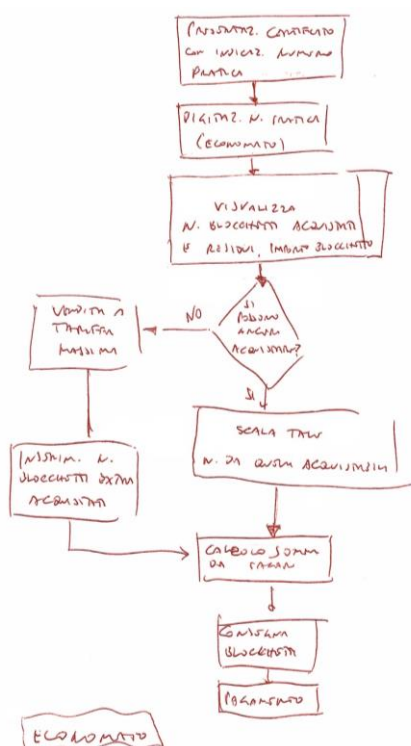 PRESENTAZ. CERTIFICATO
CON INDICAZ. NUMERO
PRATICA
DIGITAZ. N. PRATICA
(ECONOMATO)
VISUALIZZA
N. BLOCCHETTI ACQUISTATI
E RESIDUI, IMPORTO BLOCCHETTO
SI
POSSONO
ANCORA
ACQUISTARE?
NO
VENDITA A
TARIFFA
MASSIMA
SI
SCALA TALE
N. DA QUELLI ACQUISTABILI
INSERIM. N.
BLOCCHETTI EXTRA
ACQUISTATI
CALCOLO SOMMA
DA PAGARE
CONSEGNA
BLOCCHETTI
PAGAMENTO
ECONOMATO